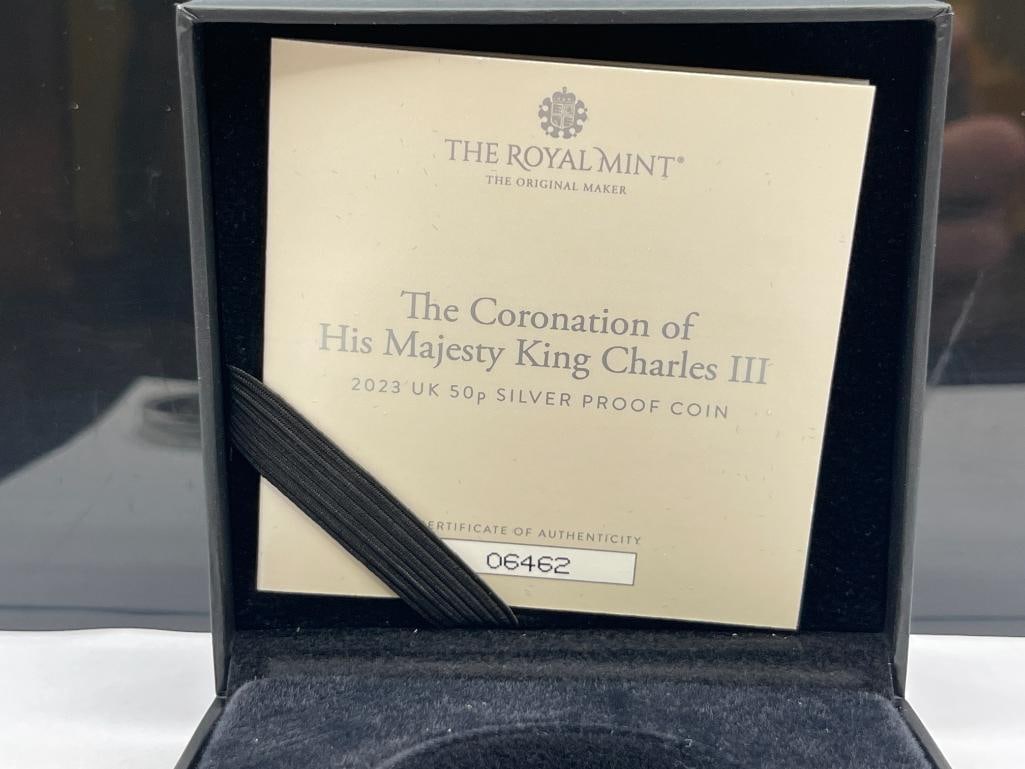 THE ROYAL MINT®
THE ORIGINAL MAKER
The Coronation of
His Majesty King Charles III
2023 UK 50p SILVER PROOF COIN
ERTIFICATE OF AUTHENTICITY
06462